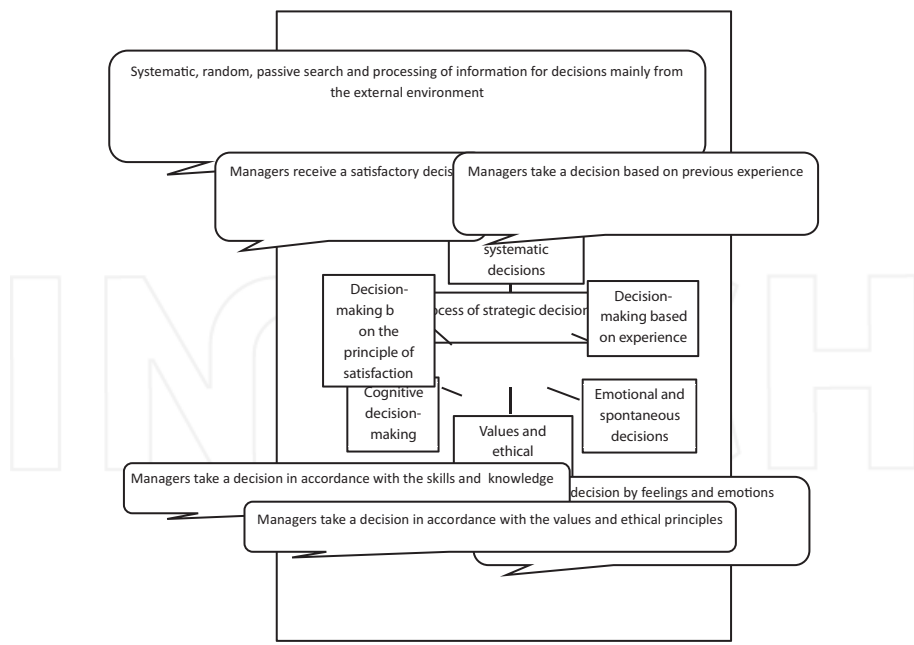 Systematic, random, passive search and processing of information for decisions mainly from
the external environment
Managers receive a satisfactory
Managers take a decision based on previous experience
systematic
decisions
Decision-
making b
on the
principle of
satisfaction
of strategic
Decision-
making based
on experience
Cognitive
decision-
making
Emotional and
spontaneous
decisions
Values and
ethical
Managers take a decision in accordance with the skills and knowledge
decision by feelings and emotions
Managers take a decision in accordance with the values and ethical principles